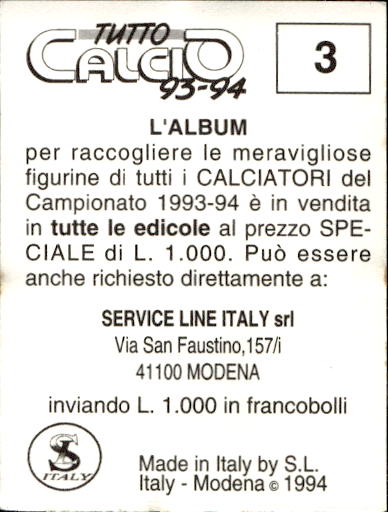 TUTTO
CALCIO
93-94
3
L'ALBUM
per raccogliere le meravigliose
figurine di tutti i CALCIATORI del
Campionato 1993-94 è in vendita
in tutte le edicole al prezzo SPE-
CIALE di L. 1.000. Può essere
anche richiesto direttamente a:
SERVICE LINE ITALY srl
Via San Faustino,157/i
41100 MODENA
inviando L. 1.000 in francobolli
SL
ITALY
Made in Italy by S.L.
Italy - Modena © 1994